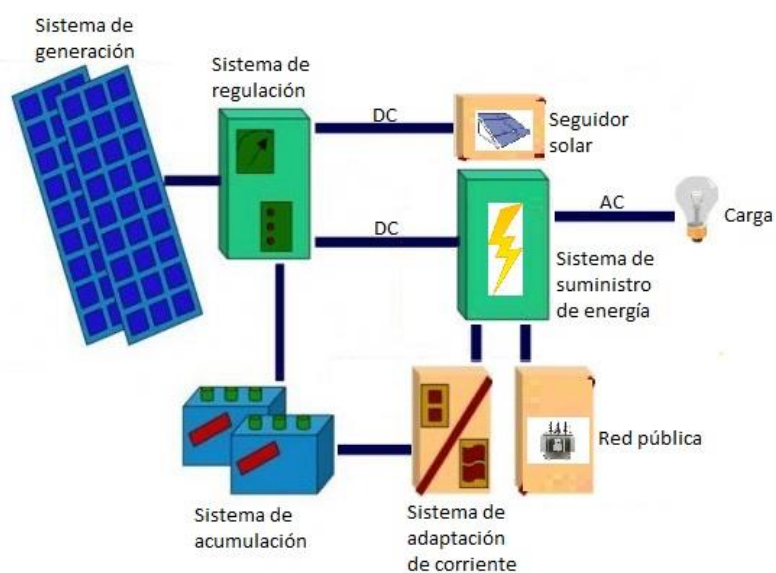 Sistema de
generación
Sistema de
regulación
DC
Seguidor
solar
DC
AC
Carga
Sistema de
suministro
de energía
Red pública
Sistema de
acumulación
Sistema de
adaptación
de corriente